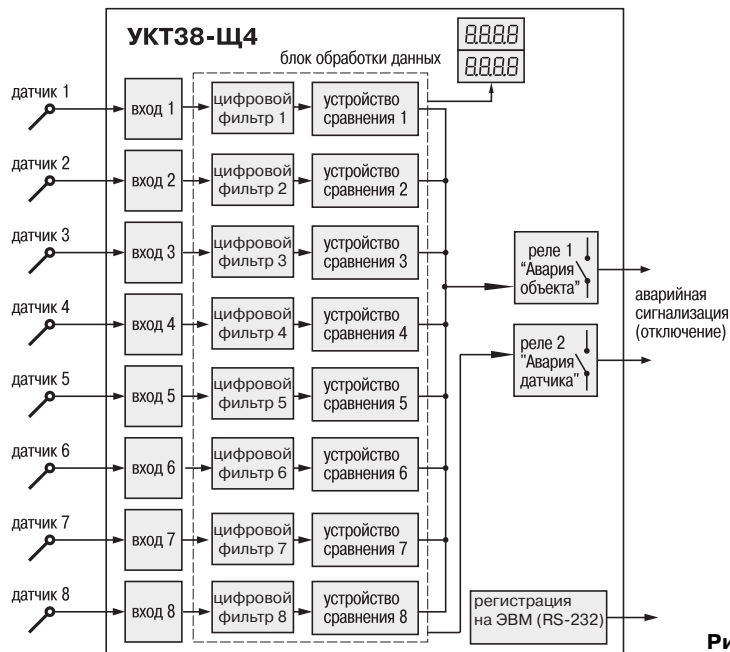 УКТ38-Щ4
8.8.8.8
8.8.8.8
блок обработки данных
датчик 1
вход 1
цифровой
фильтр 1
устройство
сравнения 1
датчик 2
вход 2
цифровой
фильтр 2
устройство
сравнения 2
датчик 3
вход 3
цифровой
фильтр 3
устройство
сравнения 3
датчик 4
вход 4
цифровой
фильтр 4
устройство
сравнения 4
датчик 5
вход 5
цифровой
фильтр 5
устройство
сравнения 5
датчик 6
вход 6
цифровой
фильтр 6
устройство
сравнения 6
датчик 7
вход 7
цифровой
фильтр 7
устройство
сравнения 7
датчик 8
вход 8
цифровой
фильтр 8
устройство
сравнения 8
реле 1
"Авария
объекта"
реле 2
"Авария
датчика"
аварийная
сигнализация
(отключение)
регистрация
на ЭВМ (RS-232)